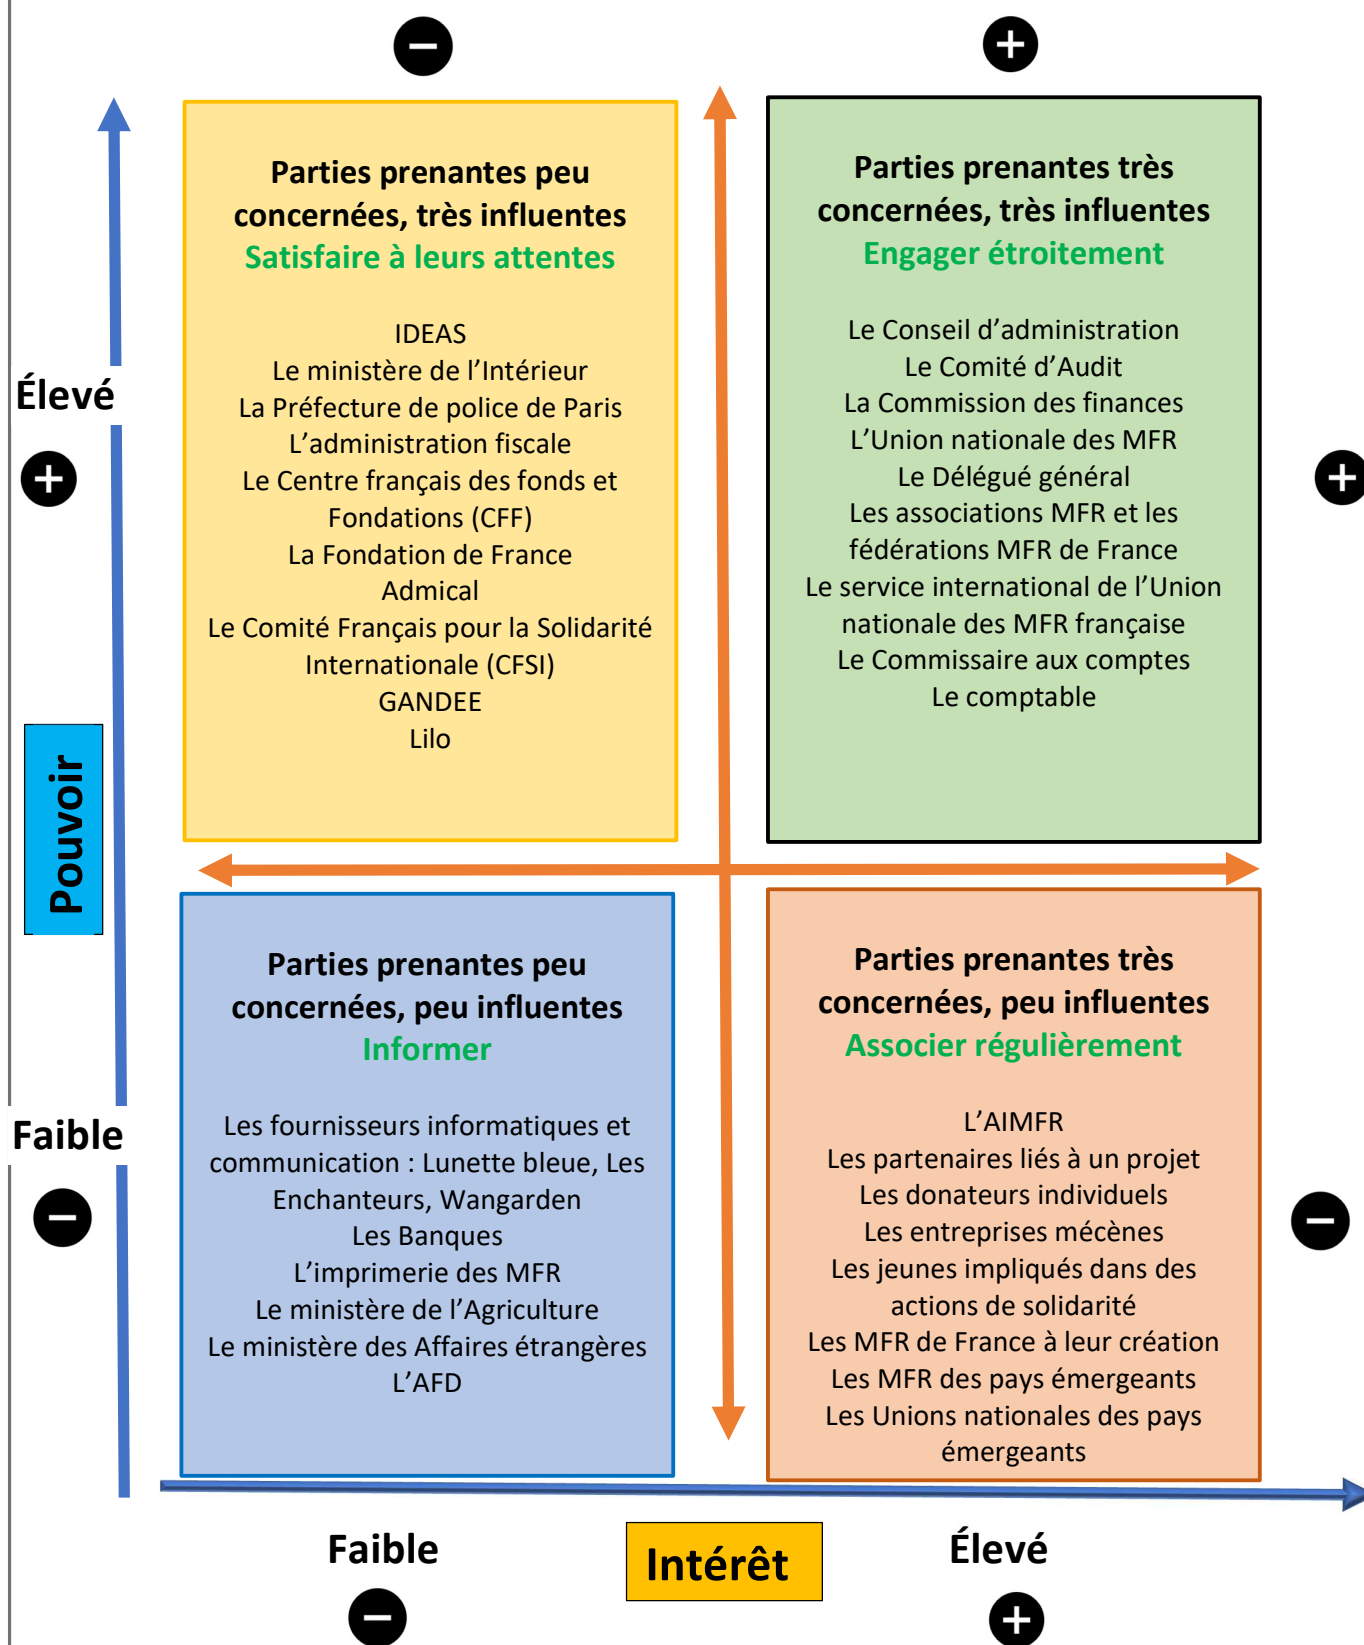 Parties prenantes peu
concernées, très influentes
Satisfaire à leurs attentes
IDEAS
Le ministère de l’Intérieur
La Préfecture de police de Paris
L’administration fiscale
Le Centre français des fonds et
Fondations (CFF)
La Fondation de France
Admical
Le Comité Français pour la Solidarité
Internationale (CFSI)
GANDEE
Lilo
Parties prenantes très
concernées, très influentes
Engager étroitement
Le Conseil d’administration
Le Comité d’Audit
La Commission des finances
L’Union nationale des MFR
Le Délégué général
Les associations MFR et les
fédérations MFR de France
Le service international de l’Union
nationale des MFR française
Le Commissaire aux comptes
Le comptable
Élevé
Pouvoir
Faible
Parties prenantes peu
concernées, peu influentes
Informer
Les fournisseurs informatiques et
communication : Lunette bleue, Les
Enchanteurs, Wangarden
Les Banques
L’imprimerie des MFR
Le ministère de l’Agriculture
Le ministère des Affaires étrangères
L’AFD
Parties prenantes très
concernées, peu influentes
Associer régulièrement
L’AIMFR
Les partenaires liés à un projet
Les donateurs individuels
Les entreprises mécènes
Les jeunes impliqués dans des
actions de solidarité
Les MFR de France à leur création
Les MFR des pays émergeants
Les Unions nationales des pays
émergeants
Faible
Intérêt
Élevé